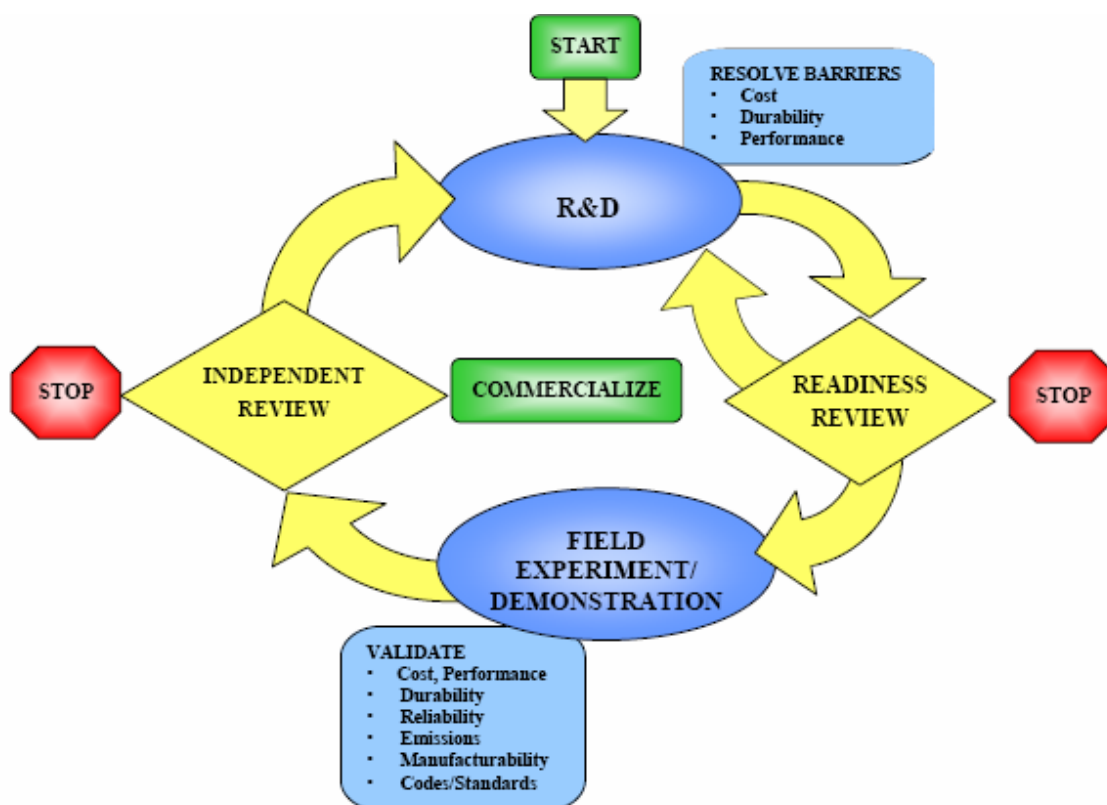 START
RESOLVE BARRIERS
• Cost
• Durability
• Performance
R&D
STOP
INDEPENDENT
REVIEW
COMMERCIALIZE
READINESS
REVIEW
STOP
FIELD
EXPERIMENT/
DEMONSTRATION
VALIDATE
• Cost, Performance
• Durability
• Reliability
• Emissions
• Manufacturability
• Codes/Standards